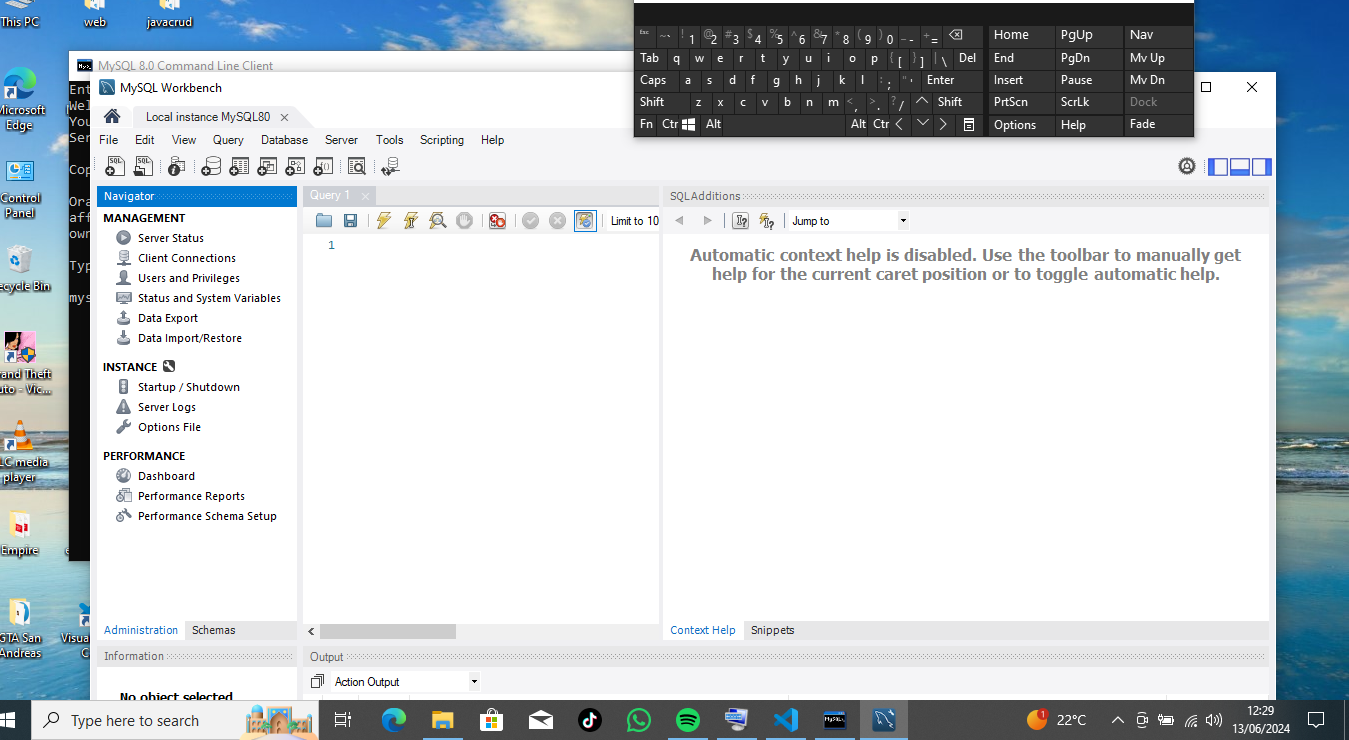 This PC
web
javacrud
MySQL 8.0 Command Line Client
Microsoft
Edge
Control
Panel
ecycle Bin
and Theft
uto - Vic...
LC media
player
Empire
GTA San
Andreas
Visua
C
Ent
Wel
You
Ser
Cop
Ora
aff
own
Typ
mys
MySQL Workbench
Local instance MySQL80
File Edit View Query Database Server Tools Scripting Help
Navigator
MANAGEMENT
Server Status
Client Connections
Users and Privileges
Status and System Variables
Data Export
Data Import/Restore
INSTANCE
Startup / Shutdown
Server Logs
Options File
PERFORMANCE
Dashboard
Performance Reports
Performance Schema Setup
Administration Schemas
Information
No object selected
Query 1
Limit to 10
1
SQLAdditions
Jump to
Automatic context help is disabled. Use the toolbar to manually get
help for the current caret position or to toggle automatic help.
Context Help Snippets
Output
Action Output
Esc ~ ` ! 1 @ 2 # 3 $ 4 % 5 ^ 6 & 7 * 8 ( 9 ) 0 _ - + = Home PgUp Nav
Tab q w e r t y u i o p { [ } ] | \ Del End PgDn Mv Up
Caps a s d f g h j k l : ; " ' Enter Insert Pause Mv Dn
Shift z x c v b n m < , > . ? / Shift PrtScn ScrLk Dock
Fn Ctr Alt Alt Ctr Options Help Fade
Type here to search
1
22°C
12:29
13/06/2024